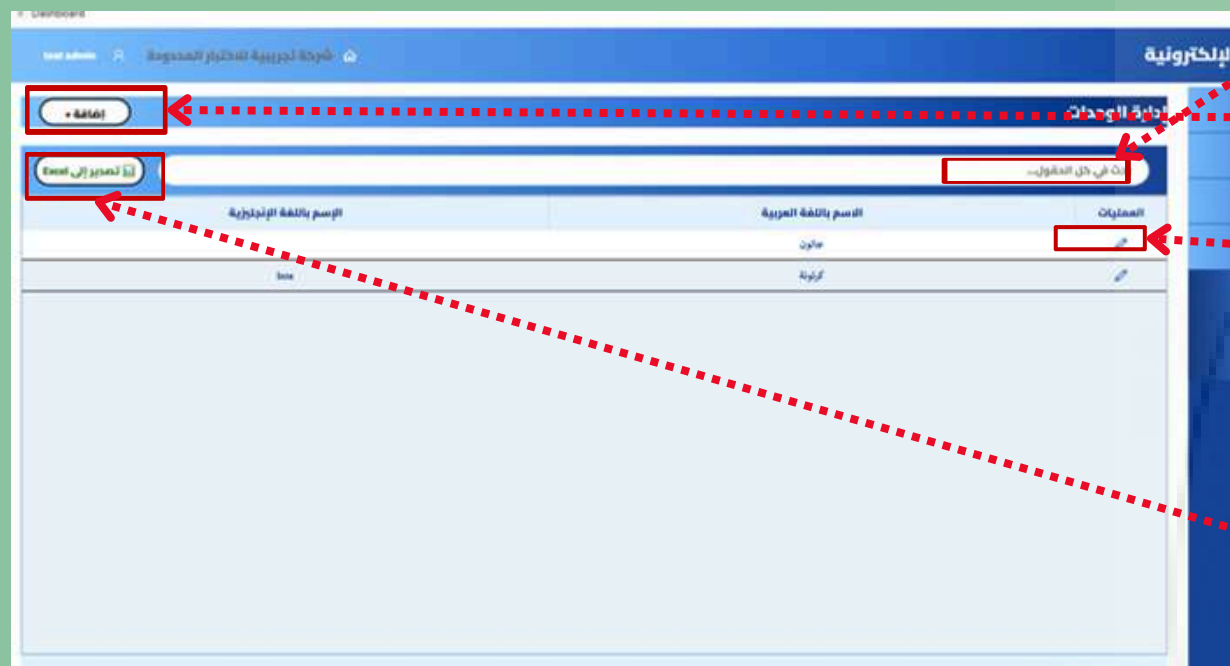 Dashboard
الإلكترونية
شركة تجريبية للاختبار المحدودة
test admin
إدارة الوحدات
إضافة +
في كل الحقول...
تصدير إلى Excel
العمليات الاسم باللغة العربية الإسم باللغة الإنجليزية
جالون
كرتونة